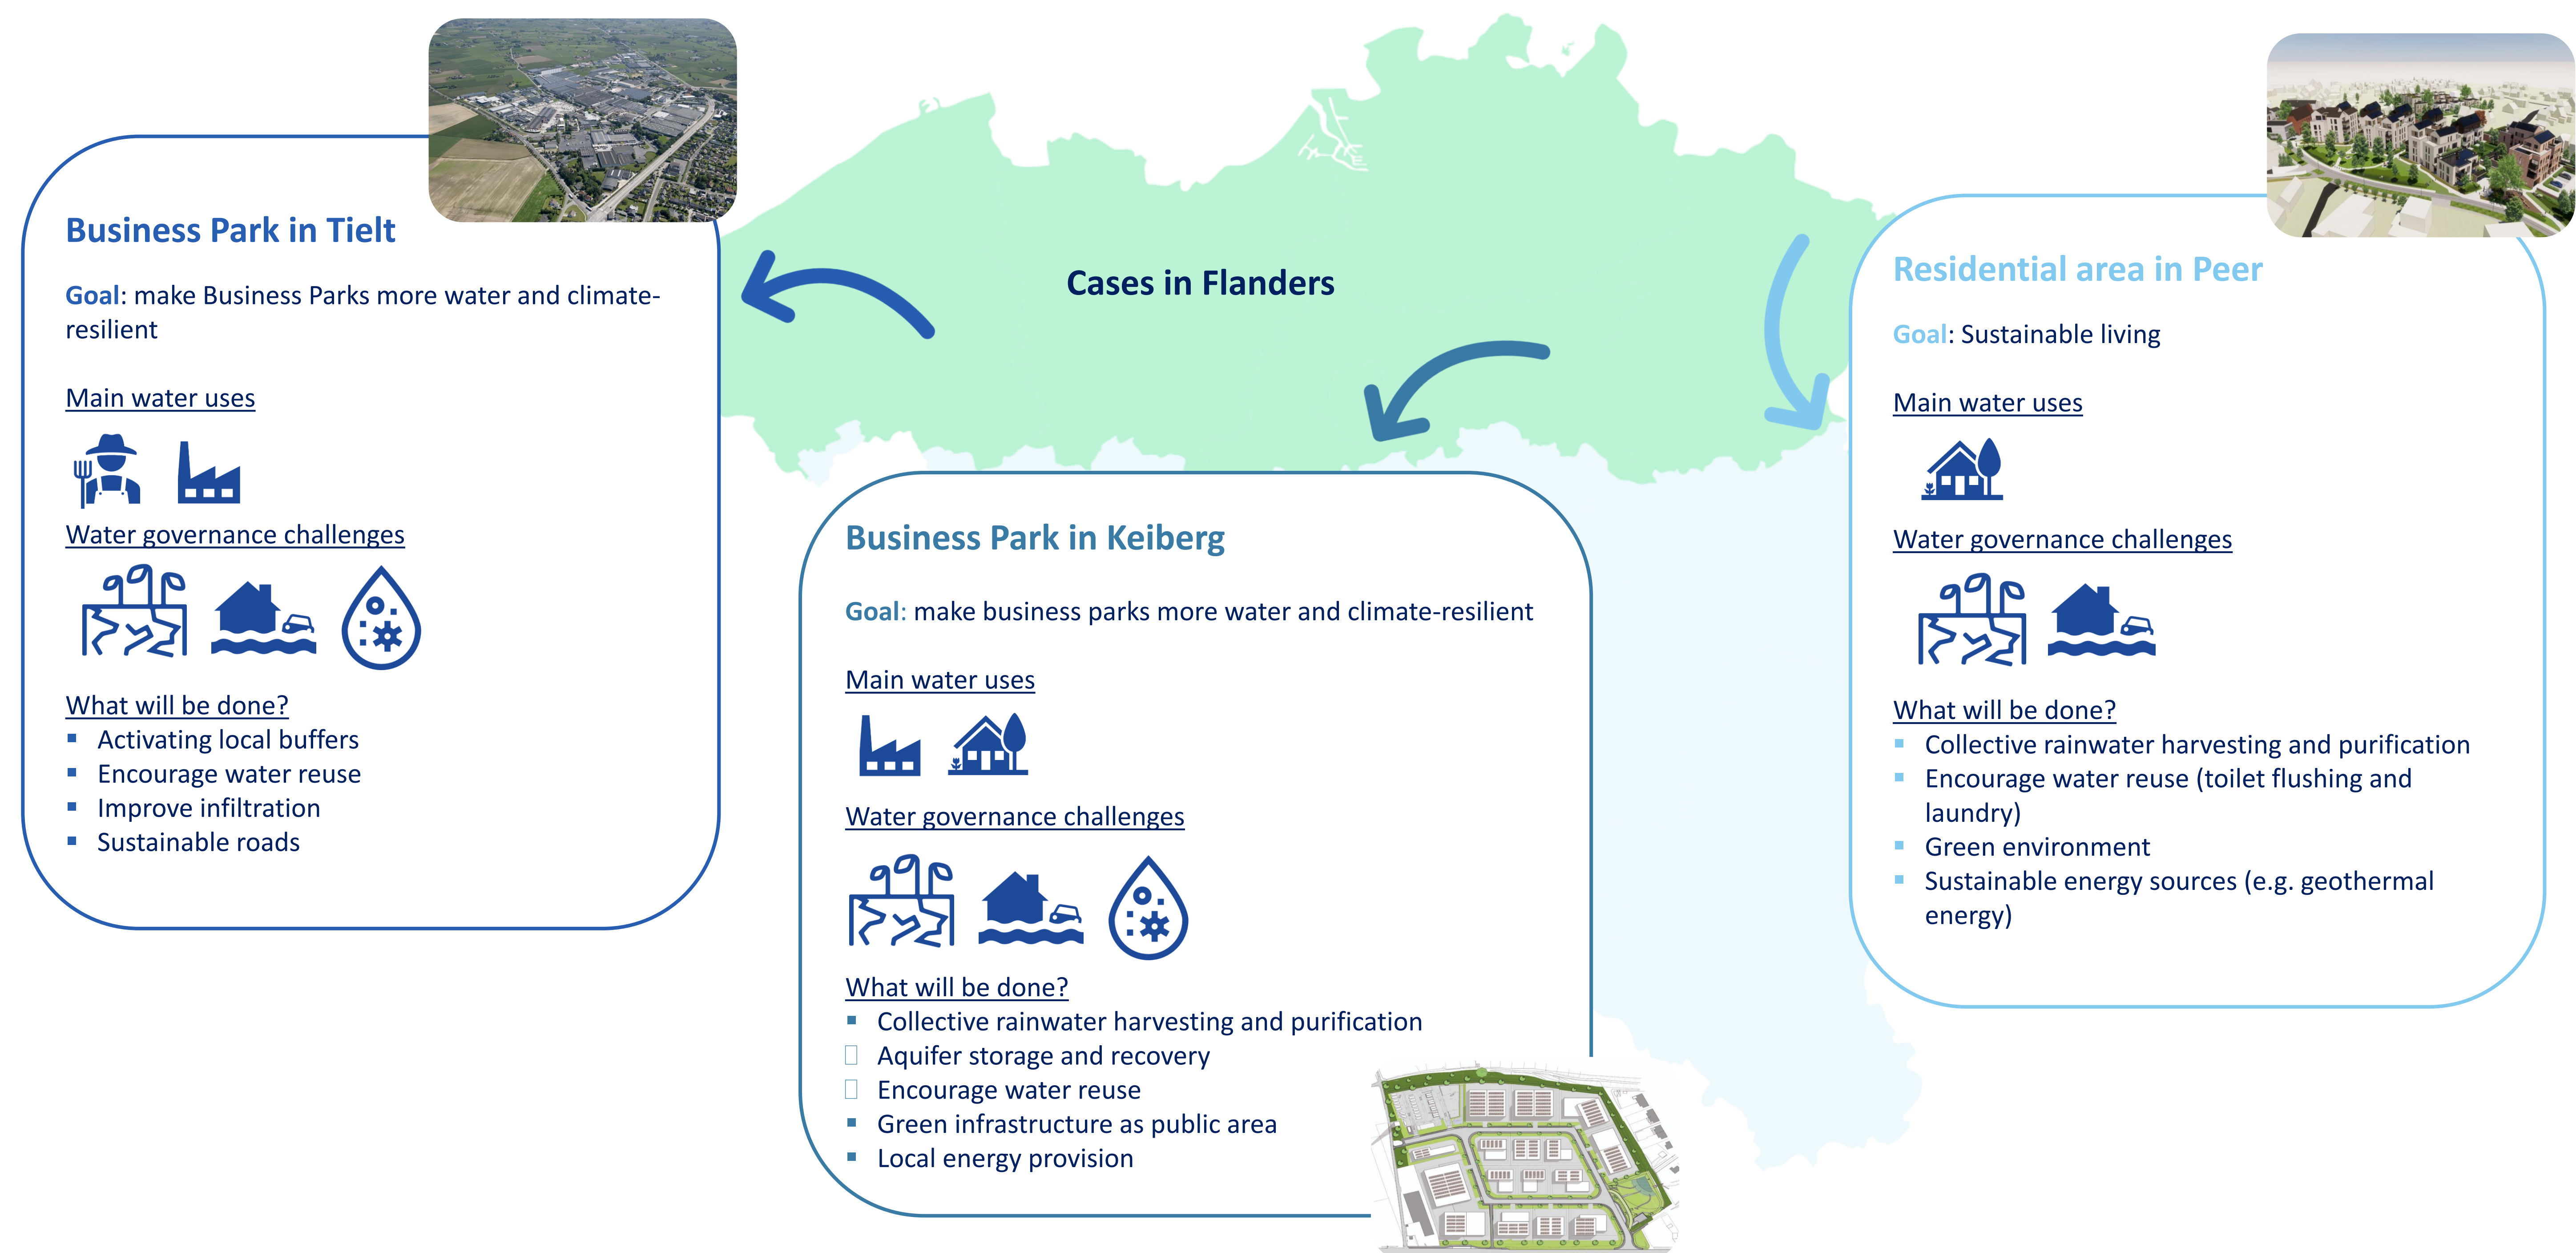 Cases in Flanders
Business Park in Tielt
Goal: make Business Parks more water and climate-
resilient
Main water uses
Water governance challenges
What will be done?
▪ Activating local buffers
▪ Encourage water reuse
▪ Improve infiltration
▪ Sustainable roads
Business Park in Keiberg
Goal: make business parks more water and climate-resilient
Main water uses
Water governance challenges
What will be done?
▪ Collective rainwater harvesting and purification
▯ Aquifer storage and recovery
▯ Encourage water reuse
▪ Green infrastructure as public area
▪ Local energy provision
Residential area in Peer
Goal: Sustainable living
Main water uses
Water governance challenges
What will be done?
▪ Collective rainwater harvesting and purification
▪ Encourage water reuse (toilet flushing and
laundry)
▪ Green environment
▪ Sustainable energy sources (e.g. geothermal
energy)